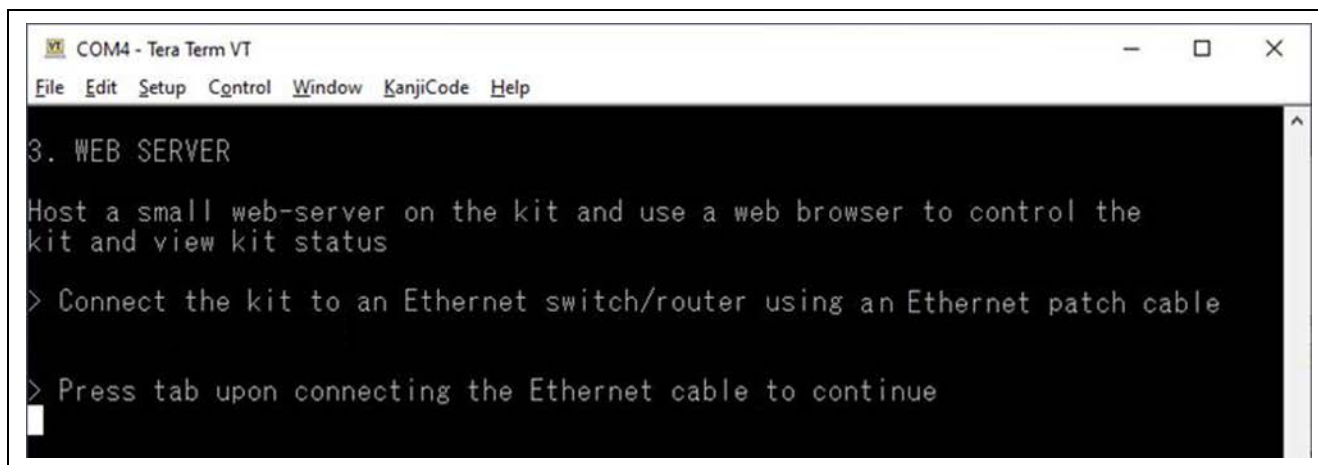 VT COM4 - Tera Term VT
File Edit Setup Control Window KanjiCode Help
3. WEB SERVER
Host a small web-server on the kit and use a web browser to control the
kit and view kit status
> Connect the kit to an Ethernet switch/router using an Ethernet patch cable
> Press tab upon connecting the Ethernet cable to continue